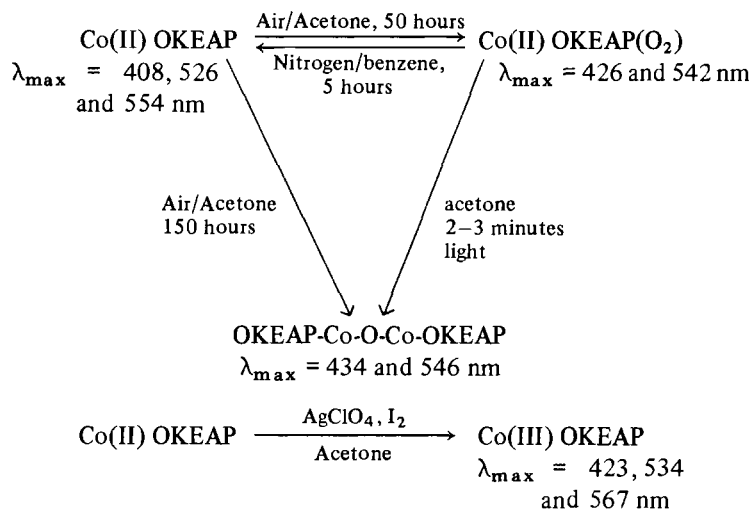 Air/Acetone, 50 hours
Co(II) OKEAP
Co(II) OKEAP(O₂)
Nitrogen/benzene,
5 hours
λmax = 408, 526
and 554 nm
λmax = 426 and 542 nm
Air/Acetone
150 hours
acetone
2–3 minutes
light
OKEAP-Co-O-Co-OKEAP
λmax = 434 and 546 nm
Co(II) OKEAP
AgClO₄, I₂
Acetone
Co(III) OKEAP
λmax = 423, 534
and 567 nm